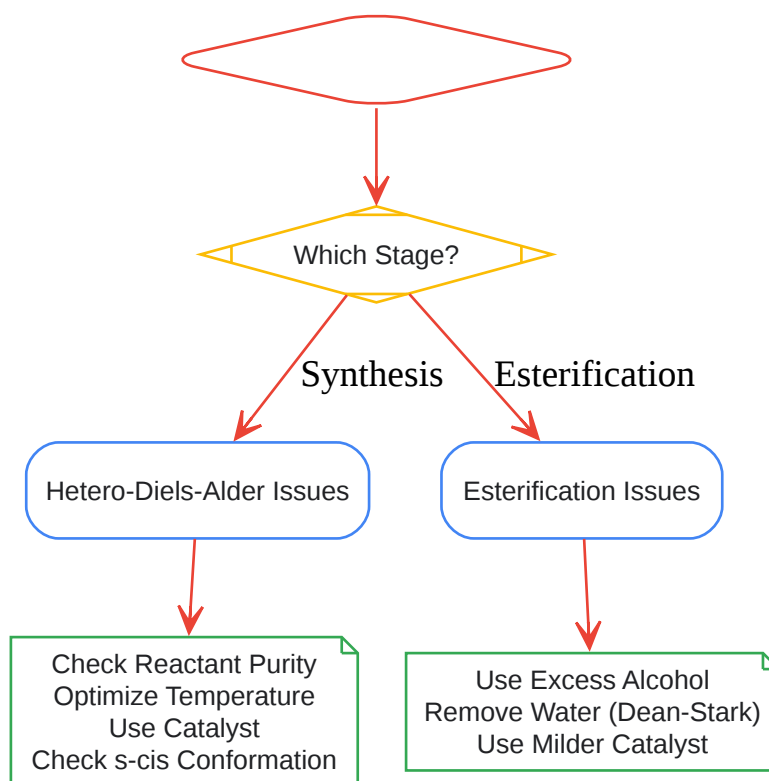 Which Stage?
Synthesis
Esterification
Hetero-Diels-Alder Issues
Esterification Issues
Check Reactant Purity
Optimize Temperature
Use Catalyst
Check s-cis Conformation
Use Excess Alcohol
Remove Water (Dean-Stark)
Use Milder Catalyst